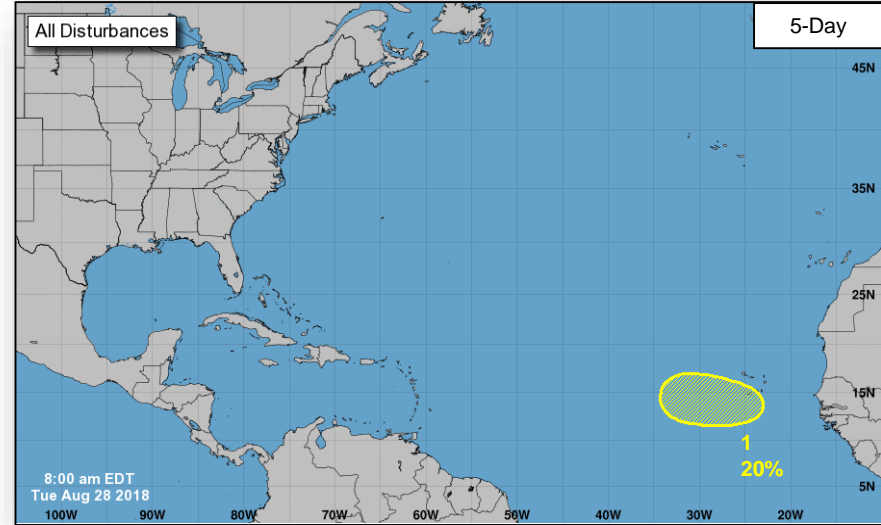 All Disturbances
5-Day
45N
35N
25N
15N
1
20%
8:00 am EDT
Tue Aug 28 2018
5N
100W 90W 80W 70W 60W 50W 40W 30W 20W